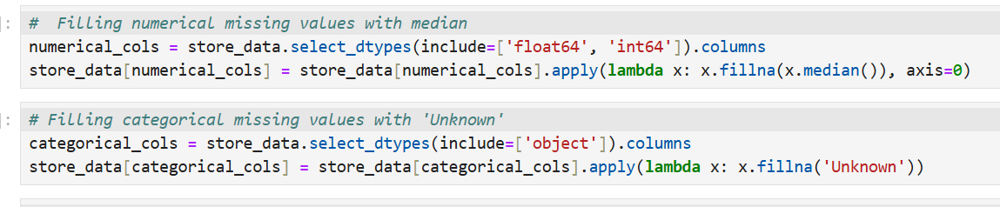 ]: #  Filling numerical missing values with median
numerical_cols = store_data.select_dtypes(include=['float64', 'int64']).columns
store_data[numerical_cols] = store_data[numerical_cols].apply(lambda x: x.fillna(x.median()), axis=0)
]: # Filling categorical missing values with 'Unknown'
categorical_cols = store_data.select_dtypes(include=['object']).columns
store_data[categorical_cols] = store_data[categorical_cols].apply(lambda x: x.fillna('Unknown'))